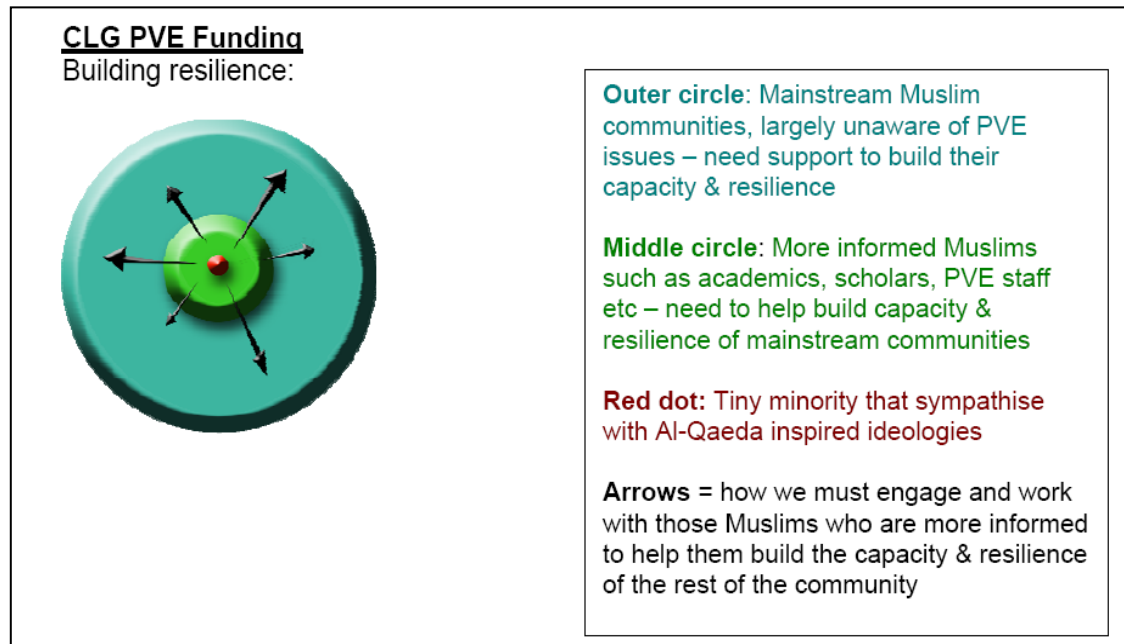 CLG PVE Funding
Building resilience:
Outer circle: Mainstream Muslim
communities, largely unaware of PVE
issues – need support to build their
capacity & resilience
Middle circle: More informed Muslims
such as academics, scholars, PVE staff
etc – need to help build capacity &
resilience of mainstream communities
Red dot: Tiny minority that sympathise
with Al-Qaeda inspired ideologies
Arrows = how we must engage and work
with those Muslims who are more informed
to help them build the capacity & resilience
of the rest of the community